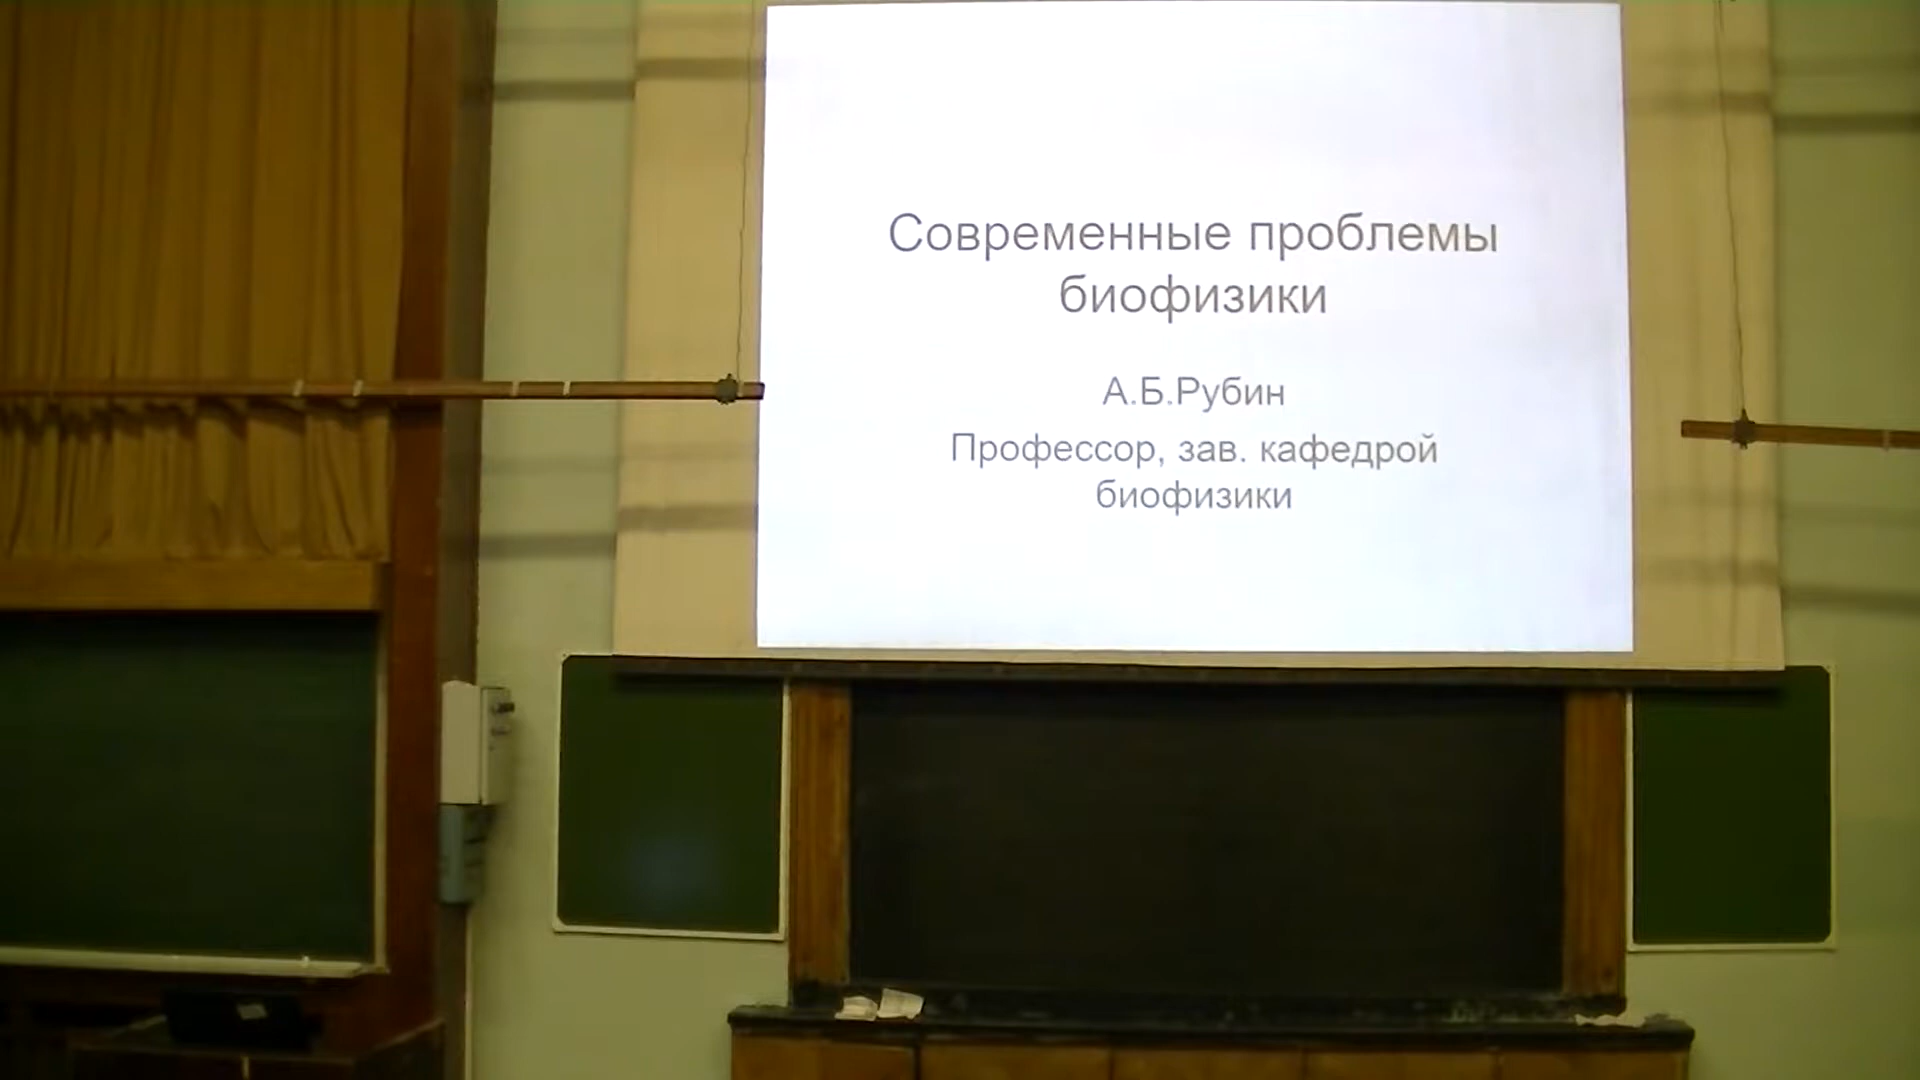 Современные проблемы
биофизики
А.Б.Рубин
Профессор, зав. кафедрой
биофизики